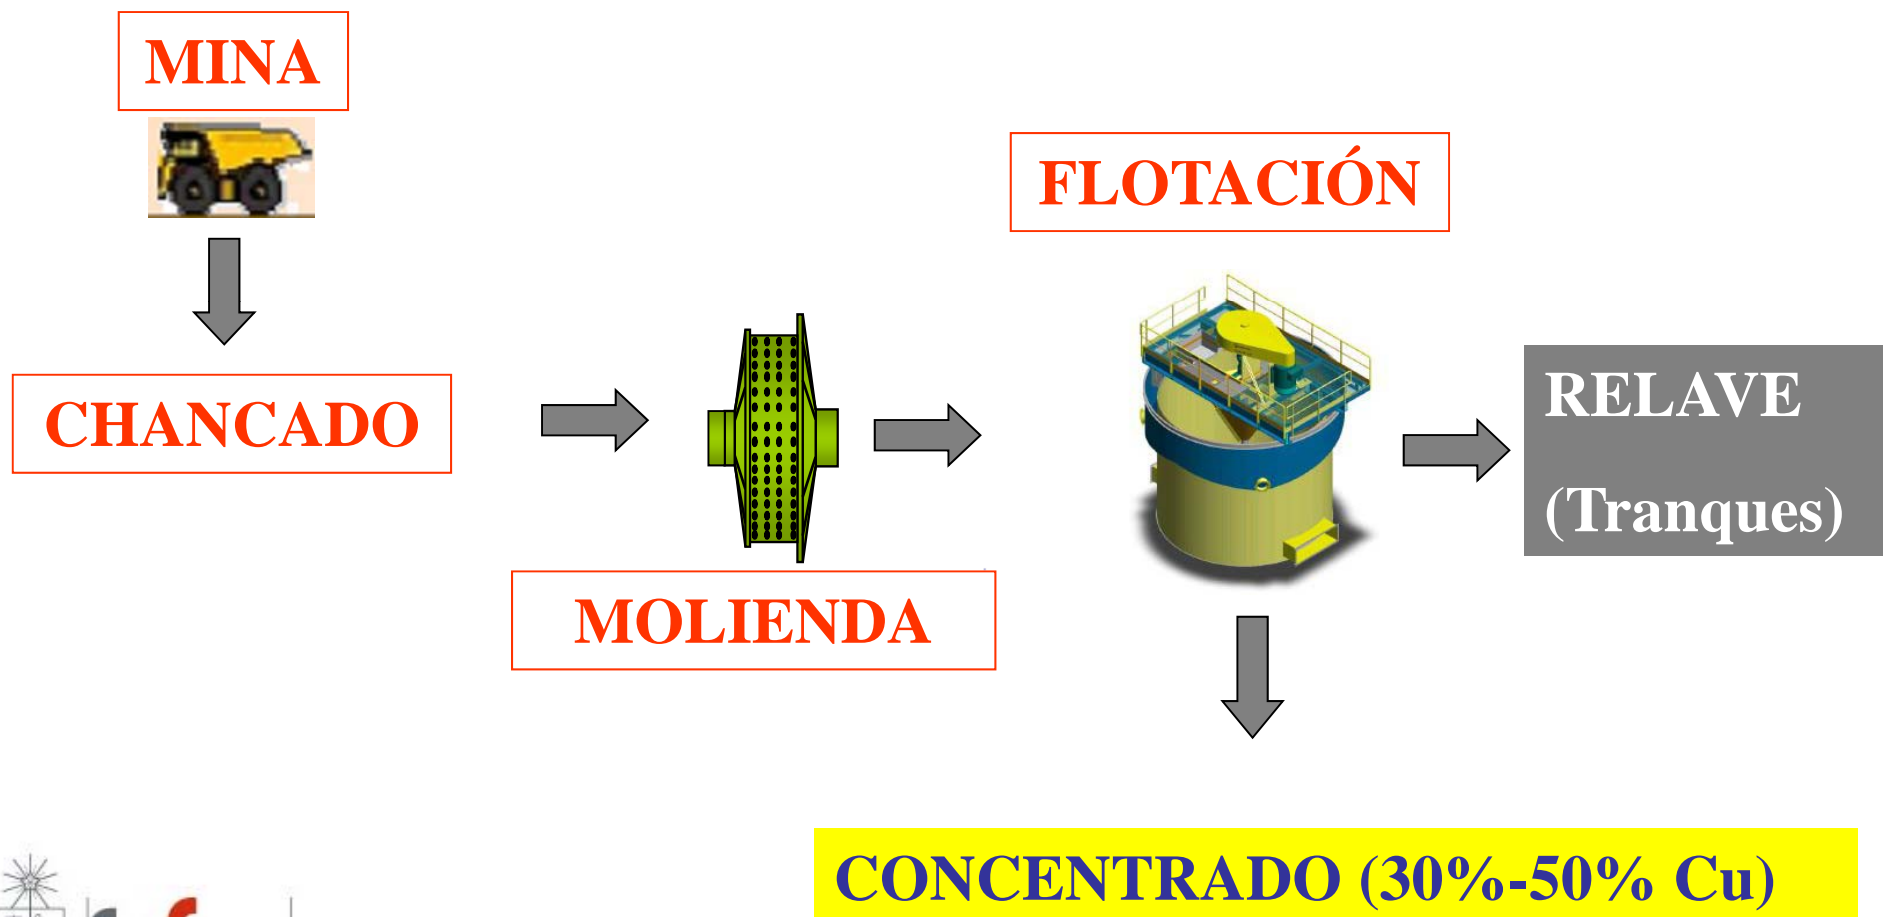 MINA
FLOTACIÓN
CHANCADO
RELAVE
(Tranques)
MOLIENDA
CONCENTRADO (30%-50% Cu)